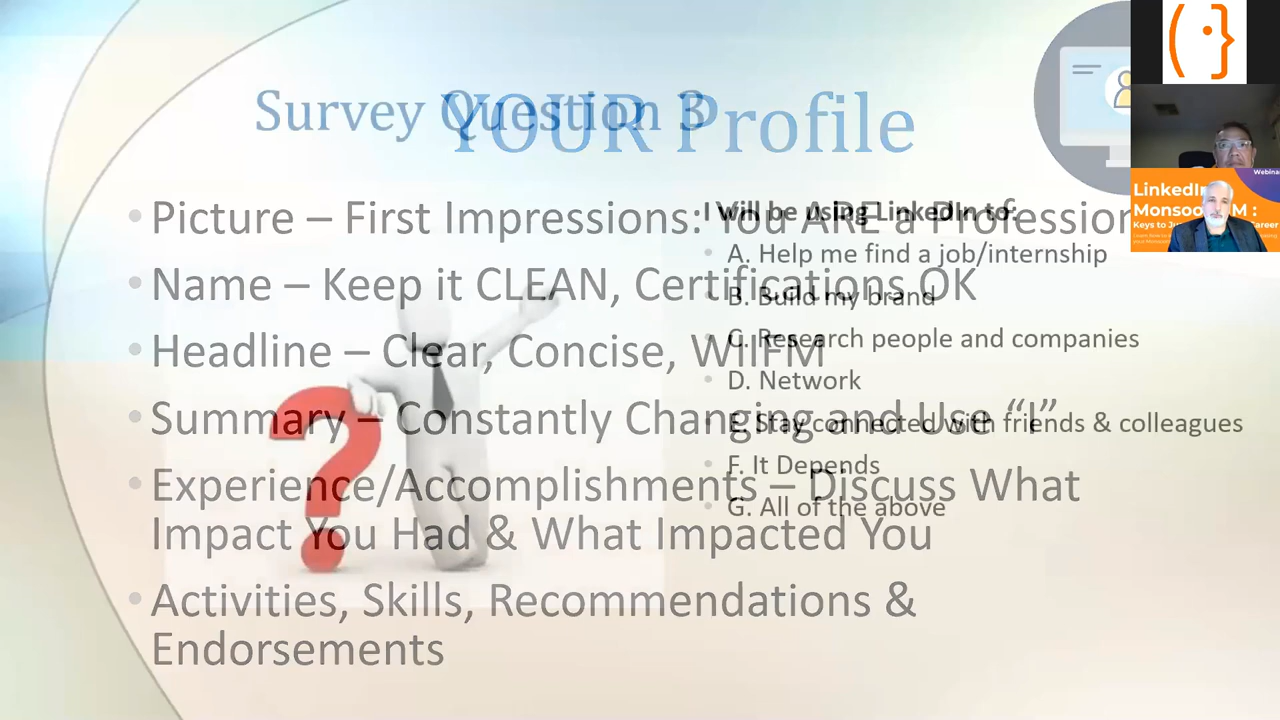 Survey Question 3
YOUR Profile
• Picture – First Impressions: You ARE a Profession
• Name – Keep it CLEAN, Certifications OK
• Headline – Clear, Concise, WIIFM
• Summary – Constantly Changing and Use “I”
• Experience/Accomplishments – Discuss What
Impact You Had & What Impacted You
• Activities, Skills, Recommendations &
Endorsements
I will be using LinkedIn to:
• A. Help me find a job/internship
• B. Build my brand
• C. Research people and companies
• D. Network
• E. Stay connected with friends & colleagues
• F. It Depends
• G. All of the above
Webina
LinkedIn
Monsoo M :
Keys to Career